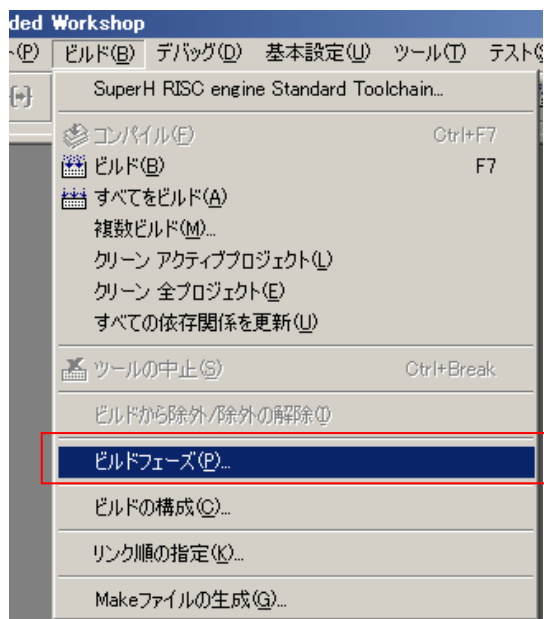 ded Workshop
(P) ビルド(B) デバッグ(D) 基本設定(U) ツール(T) テスト(S
SuperH RISC engine Standard Toolchain...
コンパイル(F) Ctrl+F7
ビルド(B) F7
すべてをビルド(A)
複数ビルド(M)...
クリーン アクティブプロジェクト(L)
クリーン 全プロジェクト(E)
すべての依存関係を更新(U)
ツールの中止(S) Ctrl+Break
ビルドから除外/除外の解除(I)
ビルドフェーズ(P)...
ビルドの構成(C)...
リンク順の指定(K)...
Makeファイルの生成(G)...